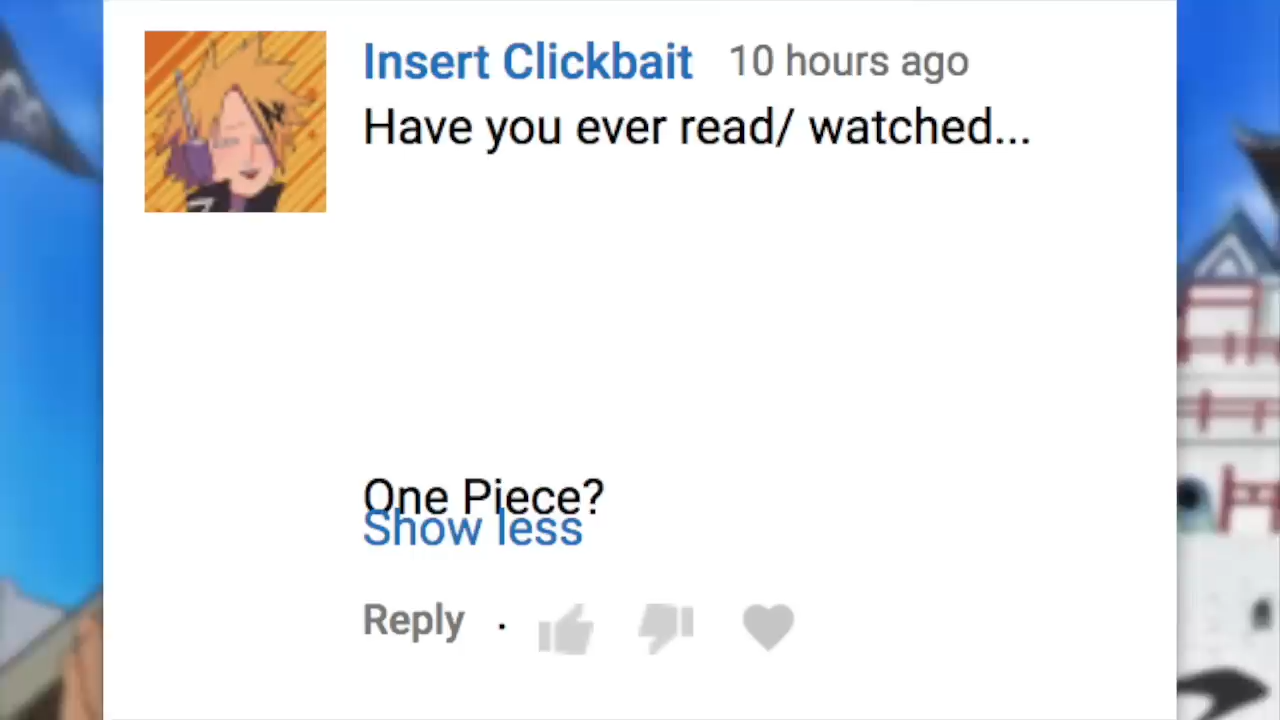 Insert Clickbait 10 hours ago
Have you ever read/ watched...
One Piece?
Show less
Reply